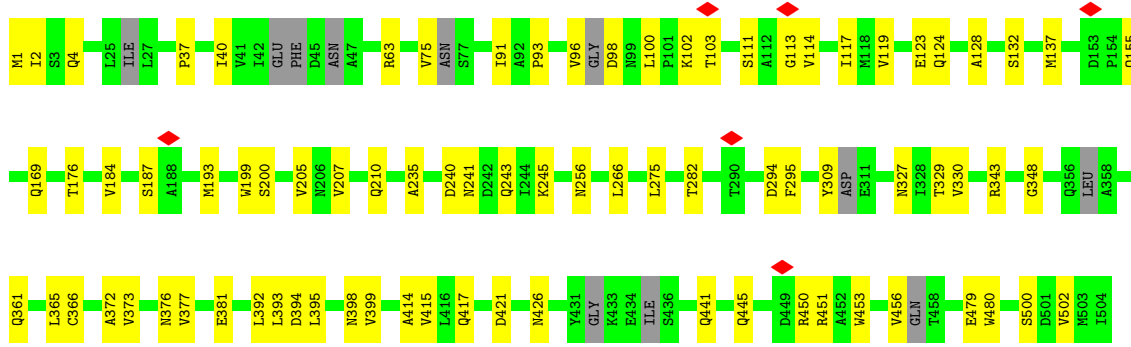 M1 I2 S3 Q4 L25 ILE L27 P37 I40 V41 I42 GLU PHE D45 ASN A47 R63 V75 ASN S77 I91 A92 P93 V96 GLY D98 N99 L100 P101 K102 T103 S111 A112 G113 V114 I117 M118 V119 E123 Q124 A128 S132 M137 D153 P154 Q155
Q169 T176 V184 S187 A188 M193 W199 S200 V205 N206 V207 Q210 A235 D240 N241 D242 Q243 I244 K245 N256 L266 L275 T282 T290 D294 F295 Y309 ASP E311 N327 I328 T329 V330 R343 G348 Q356 LEU A358
Q361 L365 C366 A372 V373 N376 V377 E381 L392 L393 D394 L395 N398 V399 A414 V415 L416 Q417 D421 N426 Y431 GLY K433 E434 ILE S436 Q441 Q445 D449 R450 R451 A452 W453 V456 GLN T458 E479 W480 S500 D501 V502 M503 I504